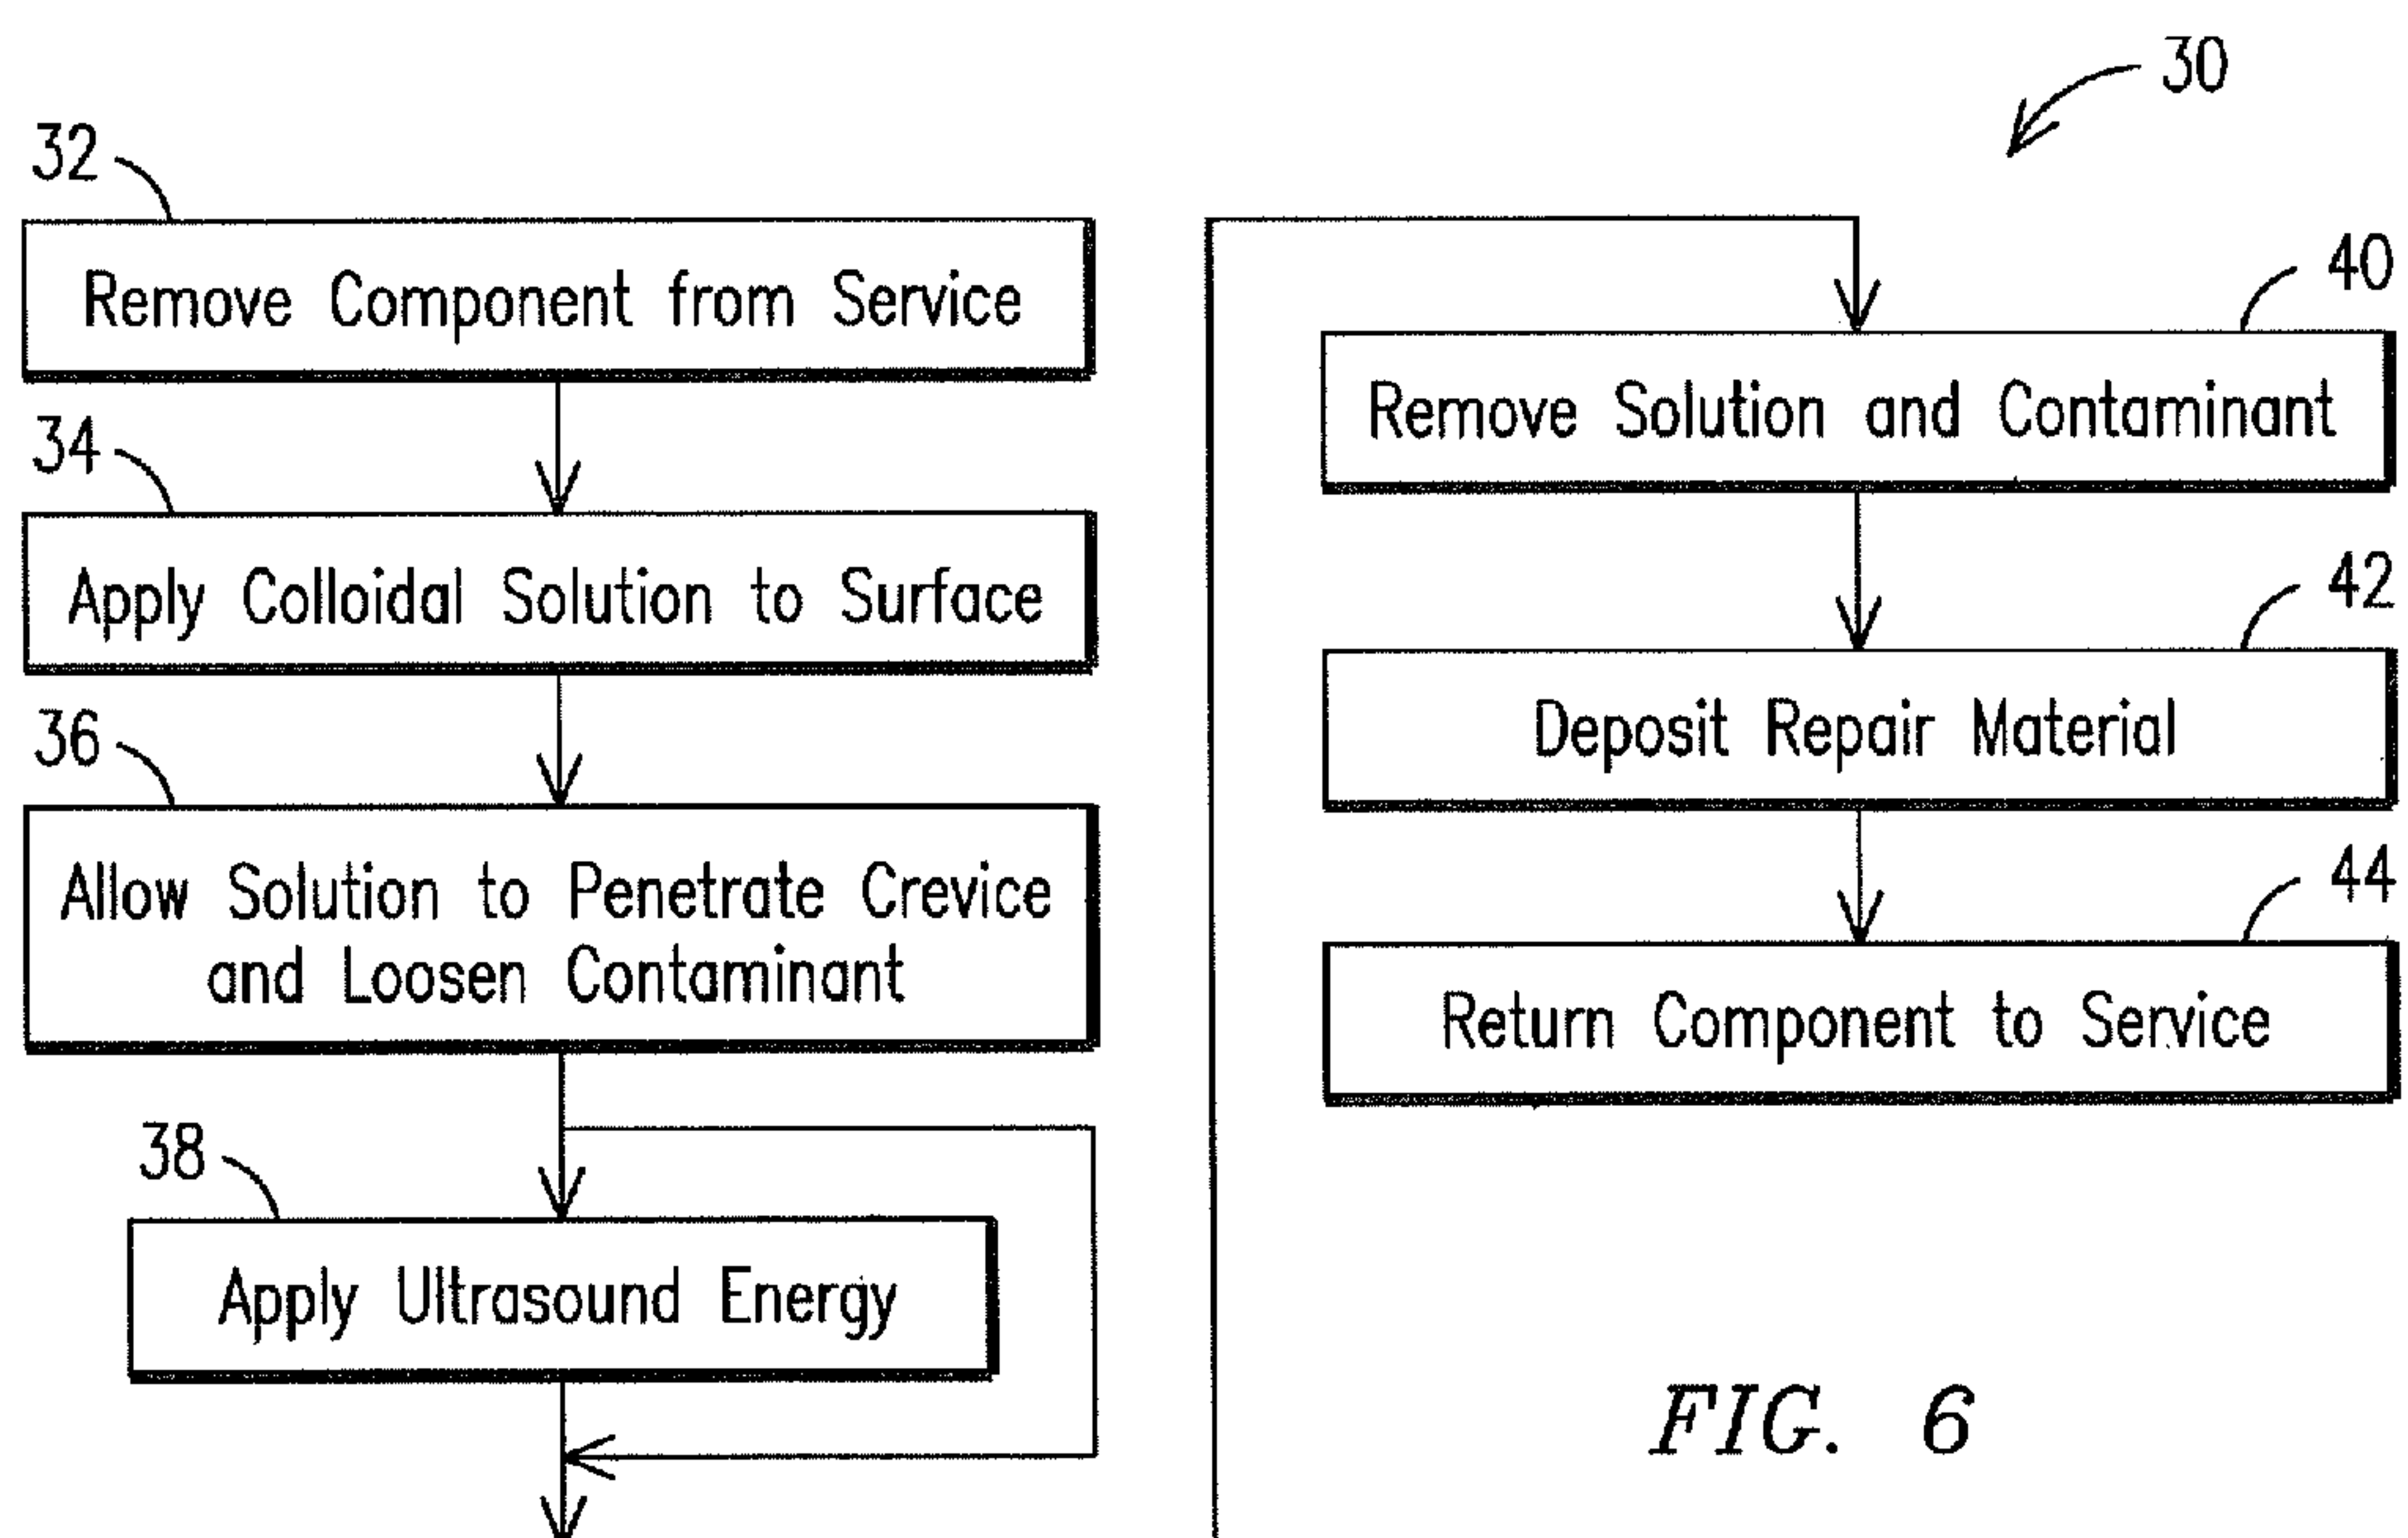 30
32
Remove Component from Service
34
Apply Colloidal Solution to Surface
36
Allow Solution to Penetrate Crevice
and Loosen Contaminant
38
Apply Ultrasound Energy
40
Remove Solution and Contaminant
42
Deposit Repair Material
44
Return Component to Service
FIG. 6